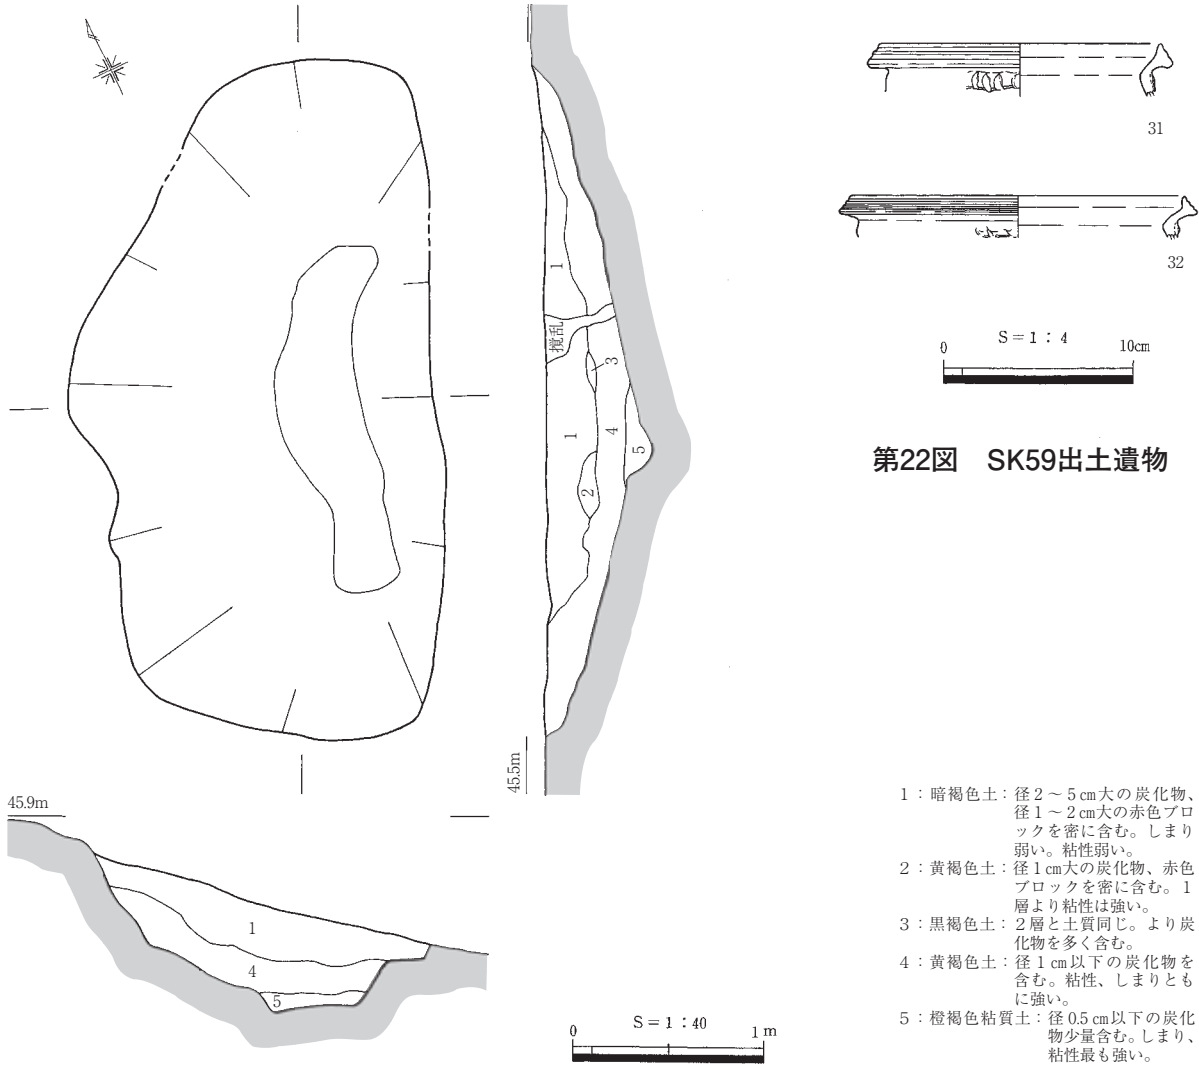 1
撹乱
3
1
4
5
2
45.5m
31
32
S＝1：4
0 10cm
第22図　SK59出土遺物
45.9m
1
4
5
S＝1：40
0 1m
1：暗褐色土：径2～5㎝大の炭化物、
径1～2㎝大の赤色ブロ
ックを密に含む。しまり
弱い。粘性弱い。
2：黄褐色土：径1㎝大の炭化物、赤色
ブロックを密に含む。1
層より粘性は強い。
3：黒褐色土：2層と土質同じ。より炭
化物を多く含む。
4：黄褐色土：径1㎝以下の炭化物を
含む。粘性、しまりとも
に強い。
5：橙褐色粘質土：径0.5㎝以下の炭化
物少量含む。しまり、
粘性最も強い。